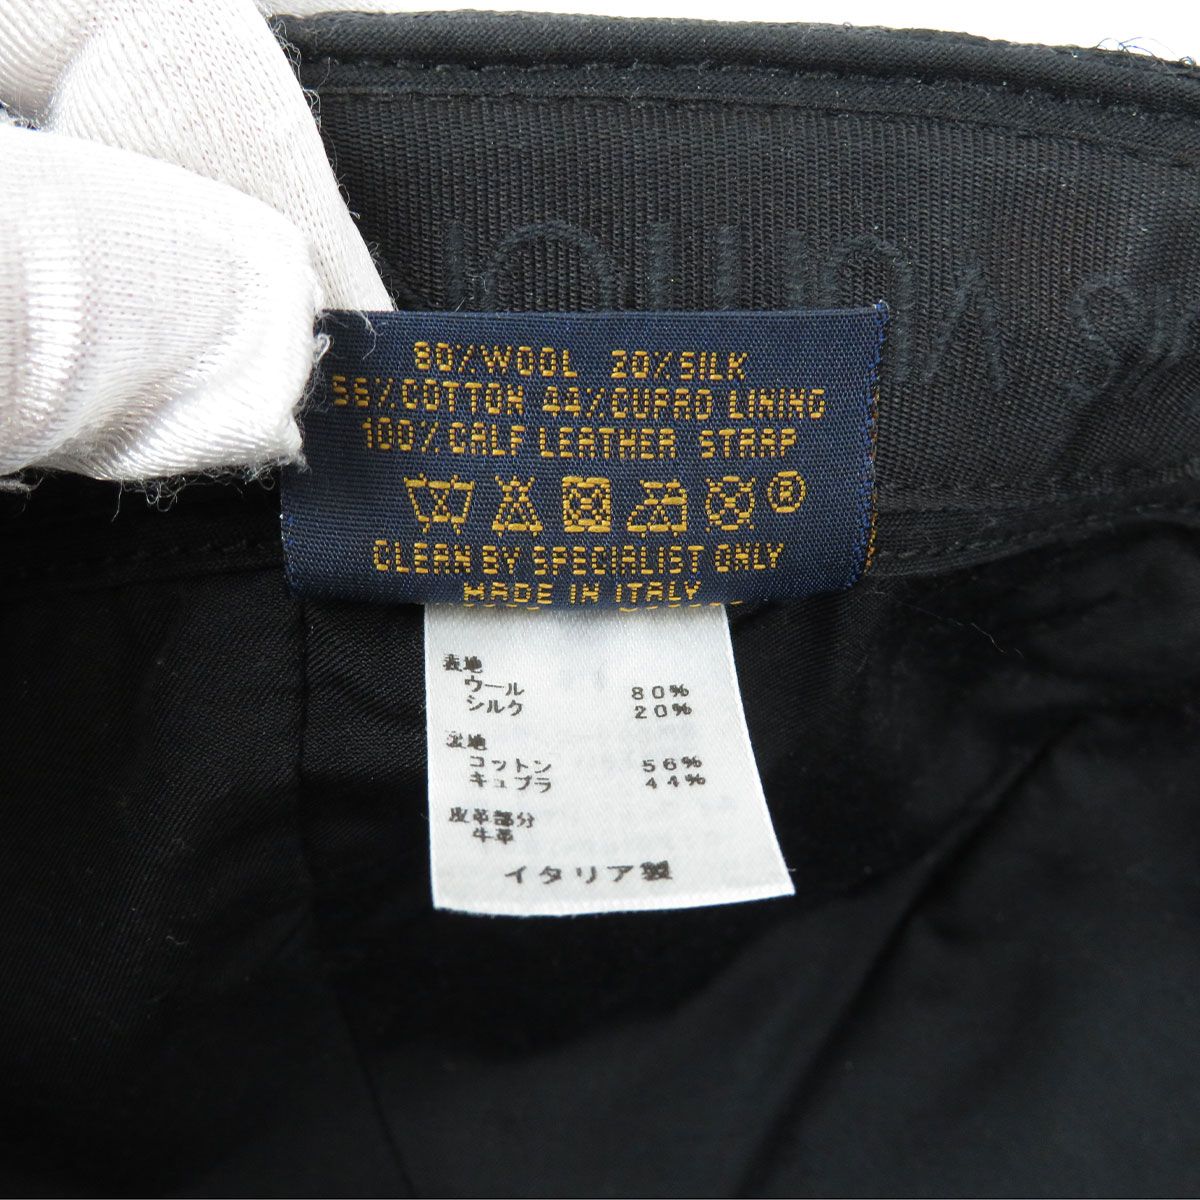 80%WOOL 20%SILK
56%COTTON 44%CUPRO LINING
100%CALF LEATHER STRAP
®
CLEAN BY SPECIALIST ONLY
MADE IN ITALY
表地
ウール 80%
シルク 20%
裏地
コットン 56%
キュプラ 44%
皮革部分
牛革
イタリア製